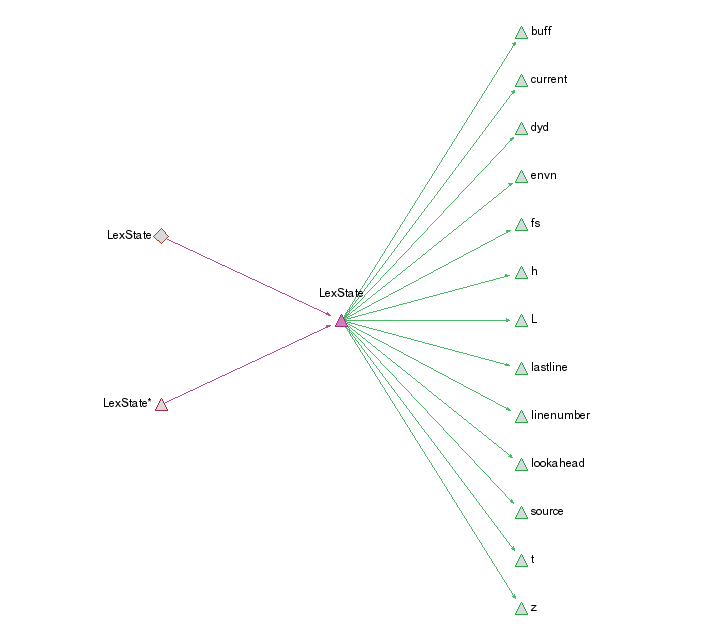 buff
current
dyd
envn
fs
LexState
h
LexState
L
lastline
LexState*
linenumber
lookahead
source
t
z